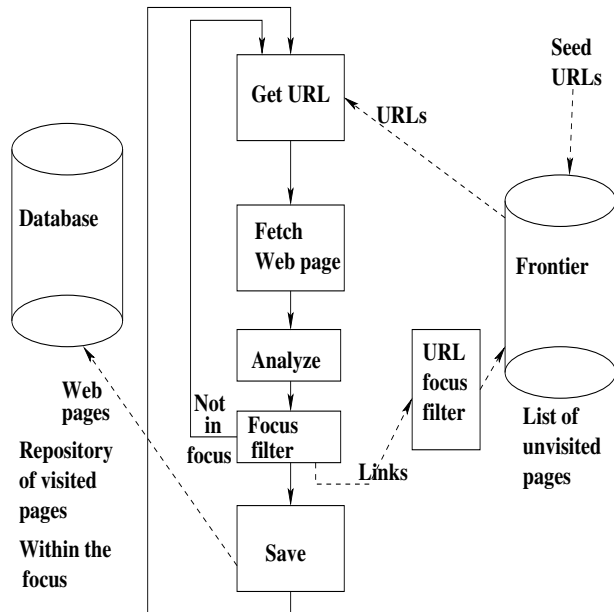 Seed
URLs
Get URL
URLs
Database
Fetch
Web page
Frontier
Analyze
URL
focus
filter
Web
pages
Not
in
focus
Focus
filter
Links
List of
unvisited
pages
Repository
of visited
pages
Within the
focus
Save